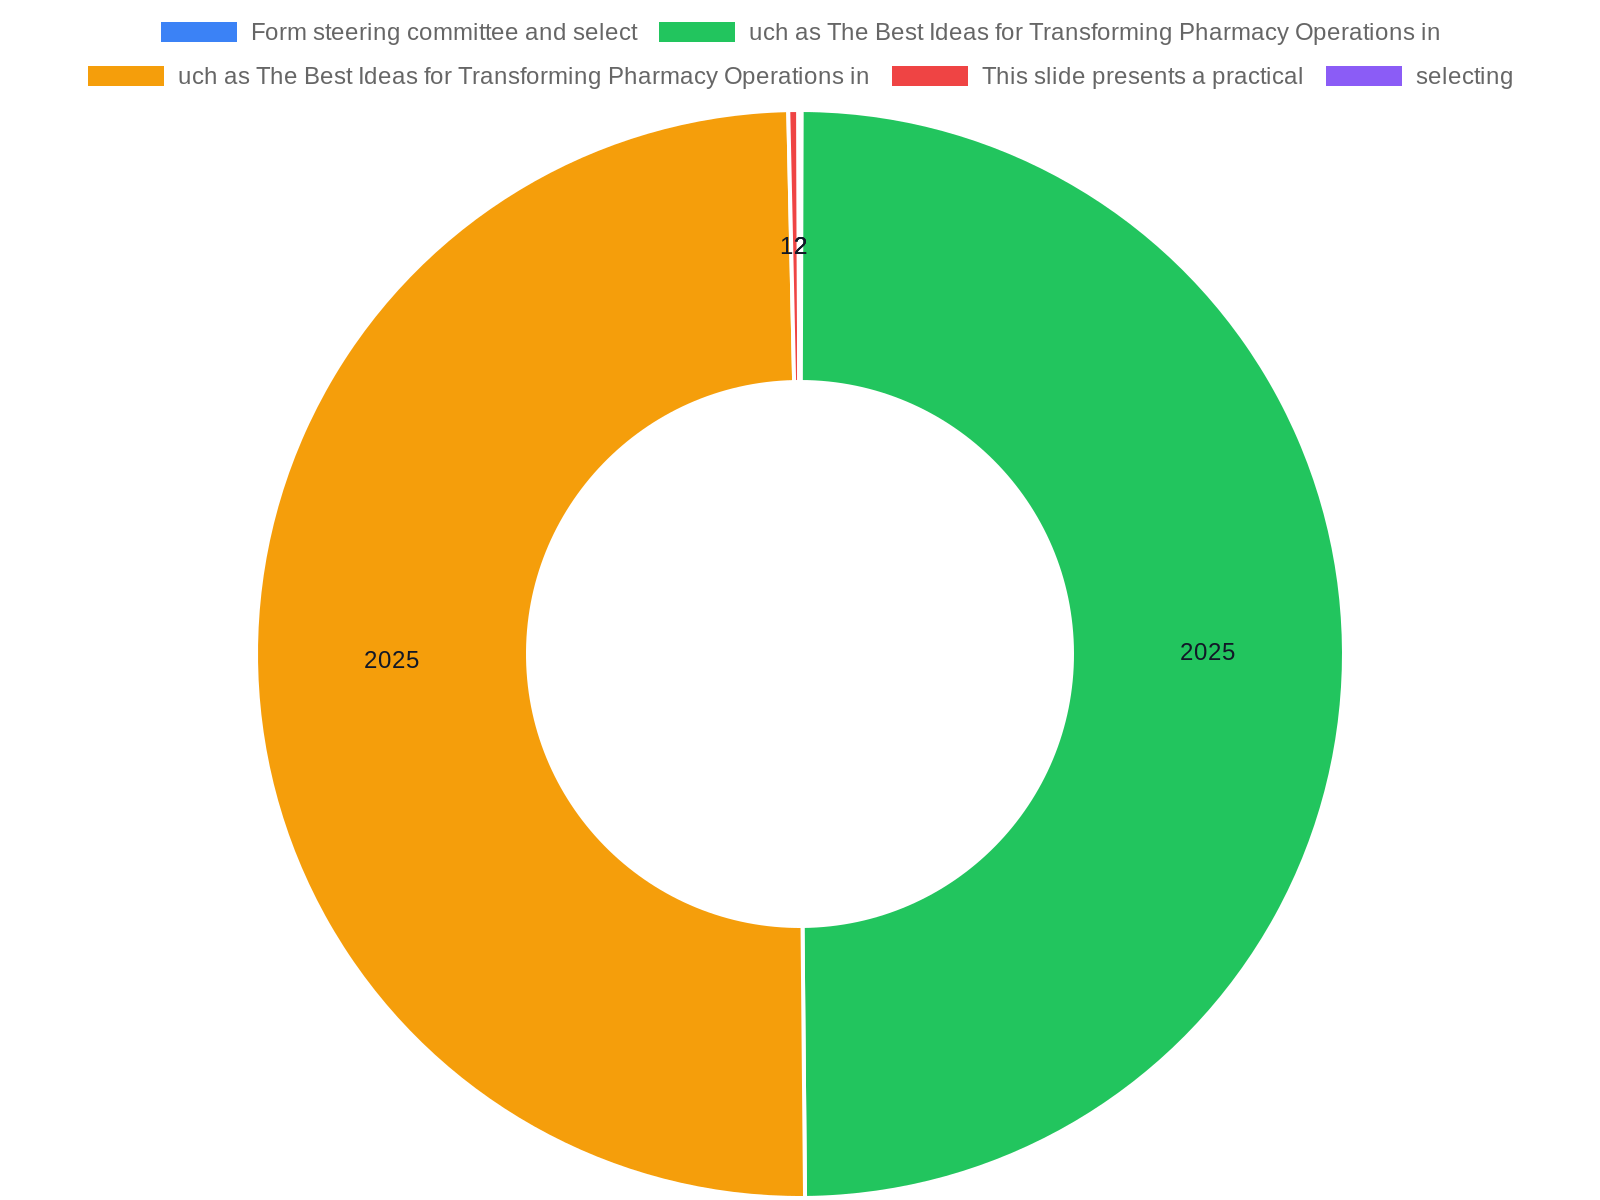 Form steering committee and select uch as The Best Ideas for Transforming Pharmacy Operations in
uch as The Best Ideas for Transforming Pharmacy Operations in This slide presents a practical selecting
12
2025 2025